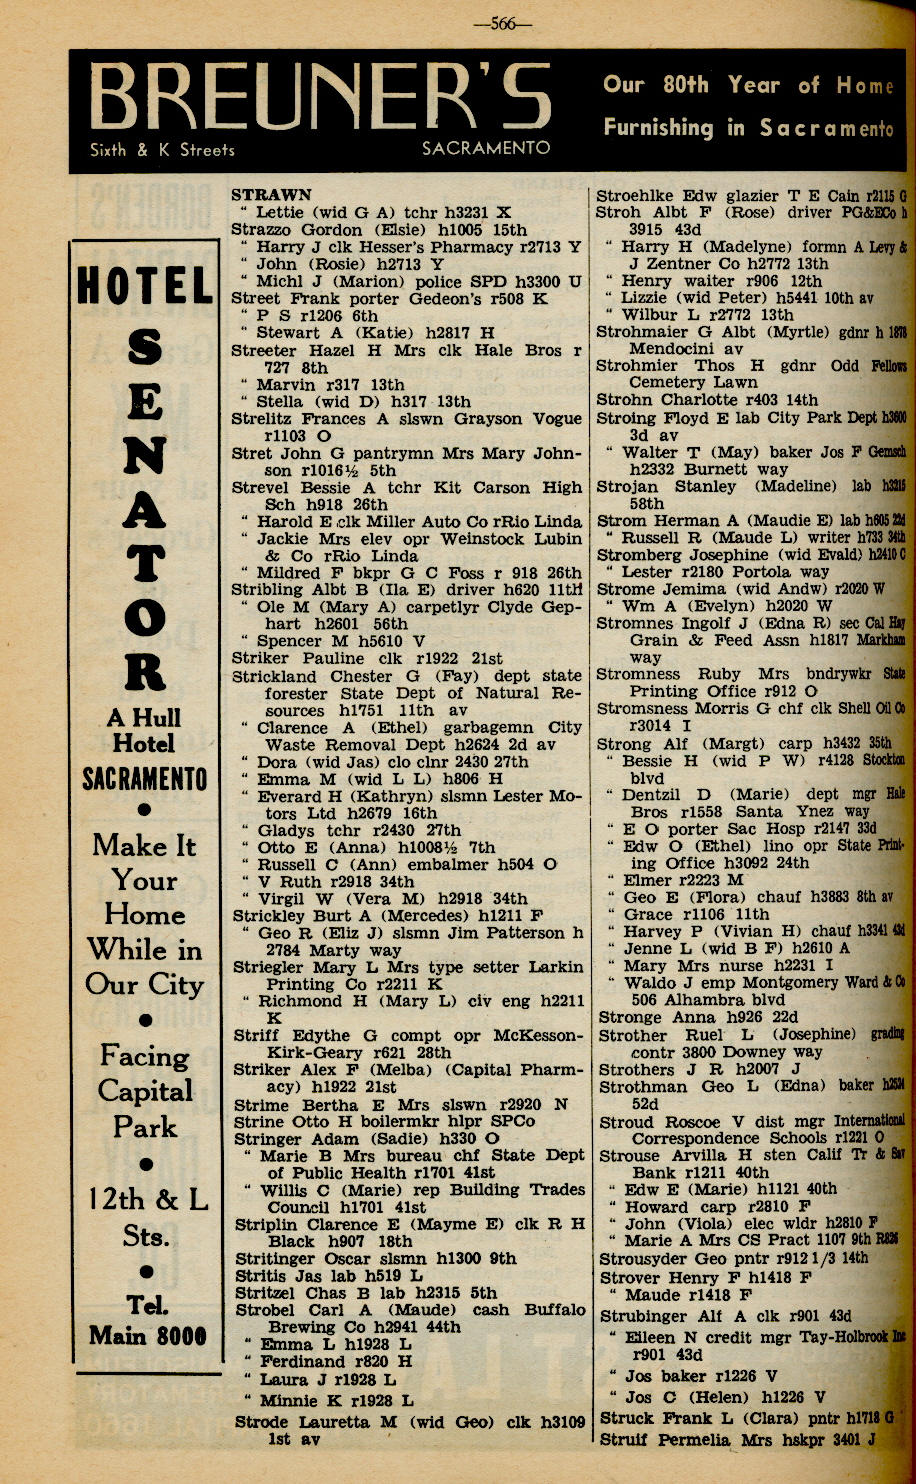 —566—
BREUNER'S
Sixth & K Streets
SACRAMENTO
Our 80th Year of Home
Furnishing in Sacramento
HOTEL
S
E
N
A
T
O
R
A Hull
Hotel
SACRAMENTO
●
Make It
Your
Home
While in
Our City
●
Facing
Capital
Park
●
12th & L
Sts.
●
Tel.
Main 8000
STRAWN
" Lettie (wid G A) tchr h3231 X
Strazzo Gordon (Elsie) h1005 15th
" Harry J clk Hesser's Pharmacy r2713 Y
" John (Rosie) h2713 Y
" Michl J (Marion) police SPD h3300 U
Street Frank porter Gedeon's r508 K
" P S r1206 6th
" Stewart A (Katie) h2817 H
Streeter Hazel H Mrs clk Hale Bros r
727 8th
" Marvin r317 13th
" Stella (wid D) h317 13th
Strelitz Frances A slswn Grayson Vogue
r1103 O
Stret John G pantrymn Mrs Mary John-
son r1016½ 5th
Strevel Bessie A tchr Kit Carson High
Sch h918 26th
" Harold E clk Miller Auto Co rRio Linda
" Jackie Mrs elev opr Weinstock Lubin
& Co rRio Linda
" Mildred F bkpr G C Foss r 918 26th
Stribling Albt B (Ila E) driver h620 11th
" Ole M (Mary A) carpetlyr Clyde Gep-
hart h2601 56th
" Spencer M h5610 V
Striker Pauline clk r1922 21st
Strickland Chester G (Fay) dept state
forester State Dept of Natural Re-
sources h1751 11th av
" Clarence A (Ethel) garbagemn City
Waste Removal Dept h2624 2d av
" Dora (wid Jas) clo clnr 2430 27th
" Emma M (wid L L) h806 H
" Everard H (Kathryn) slsmn Lester Mo-
tors Ltd h2679 16th
" Gladys tchr r2430 27th
" Otto E (Anna) h1008½ 7th
" Russell C (Ann) embalmer h504 O
" V Ruth r2918 34th
" Virgil W (Vera M) h2918 34th
Strickley Burt A (Mercedes) h1211 F
" Geo R (Eliz J) slsmn Jim Patterson h
2784 Marty way
Striegler Mary L Mrs type setter Larkin
Printing Co r2211 K
" Richmond H (Mary L) civ eng h2211
K
Striff Edythe G compt opr McKesson-
Kirk-Geary r621 28th
Striker Alex F (Melba) (Capital Pharm-
acy) h1922 21st
Strime Bertha E Mrs slswn r2920 N
Strine Otto H boilermkr hlpr SPCo
Stringer Adam (Sadie) h330 O
" Marie B Mrs bureau chf State Dept
of Public Health r1701 41st
" Willis C (Marie) rep Building Trades
Council h1701 41st
Striplin Clarence E (Mayme E) clk R H
Black h907 18th
Stritinger Oscar slsmn h1300 9th
Stritis Jas lab h519 L
Stritzel Chas B lab h2315 5th
Strobel Carl A (Maude) cash Buffalo
Brewing Co h2941 44th
" Emma L h1928 L
" Ferdinand r820 H
" Laura J r1928 L
" Minnie K r1928 L
Strode Lauretta M (wid Geo) clk h3109
1st av
Stroehlke Edw glazier T E Cain r2115 G
Stroh Albt F (Rose) driver PG&ECo h
3915 43d
" Harry H (Madelyne) formn A Levy &
J Zentner Co h2772 13th
" Henry waiter r906 12th
" Lizzie (wid Peter) h5441 10th av
" Wilbur L r2772 13th
Strohmaier G Albt (Myrtle) gdnr h 1878
Mendocini av
Strohmier Thos H gdnr Odd Fellows
Cemetery Lawn
Strohn Charlotte r403 14th
Stroing Floyd E lab City Park Dept h3600
3d av
" Walter T (May) baker Jos F Gemsch
h2332 Burnett way
Strojan Stanley (Madeline) lab h3215
58th
Strom Herman A (Maudie E) lab h605 22d
" Russell R (Maude L) writer h733 34th
Stromberg Josephine (wid Evald) h2410 C
" Lester r2180 Portola way
Strome Jemima (wid Andw) r2020 W
" Wm A (Evelyn) h2020 W
Stromnes Ingolf J (Edna R) sec Cal Hay
Grain & Feed Assn h1817 Markham
way
Stromness Ruby Mrs bndrywkr State
Printing Office r912 O
Stromsness Morris G chf clk Shell Oil Co
r3014 I
Strong Alf (Margt) carp h3432 35th
" Bessie H (wid P W) r4128 Stockton
blvd
" Dentzil D (Marie) dept mgr Hale
Bros r1558 Santa Ynez way
" E O porter Sac Hosp r2147 33d
" Edw O (Ethel) lino opr State Print-
ing Office h3092 24th
" Elmer r2223 M
" Geo E (Flora) chauf h3883 8th av
" Grace r1106 11th
" Harvey P (Vivian H) chauf h3341 43d
" Jenne L (wid B F) h2610 A
" Mary Mrs nurse h2231 I
" Waldo J emp Montgomery Ward & Co
506 Alhambra blvd
Stronge Anna h926 22d
Strother Ruel L (Josephine) grading
contr 3800 Downey way
Strothers J R h2007 J
Strothman Geo L (Edna) baker h2534
52d
Stroud Roscoe V dist mgr International
Correspondence Schools r1221 O
Strouse Arvilla H sten Calif Tr & Sav
Bank r1211 40th
" Edw E (Marie) h1121 40th
" Howard carp r2810 F
" John (Viola) elec wldr h2810 F
" Marie A Mrs CS Pract 1107 9th R826
Strousyder Geo pntr r912 1/3 14th
Strover Henry F h1418 F
" Maude r1418 F
Strubinger Alf A clk r901 43d
" Eileen N credit mgr Tay-Holbrook Inc
r901 43d
" Jos baker r1226 V
" Jos C (Helen) h1226 V
Struck Frank L (Clara) pntr h1718 G
Struif Permelia Mrs hskpr 3401 J